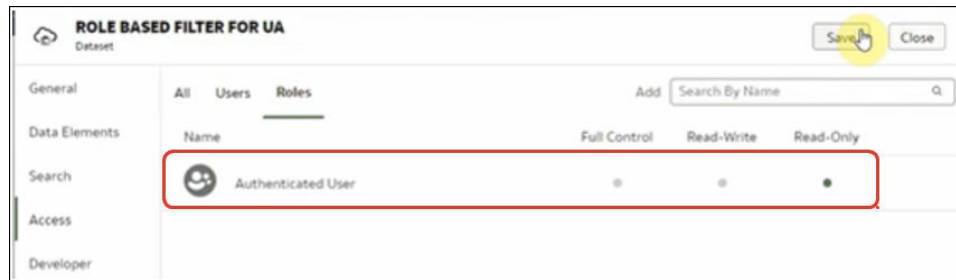 ROLE BASED FILTER FOR UA
Dataset
Save
Close
General
Data Elements
Search
Access
Developer
All Users Roles
Add Search By Name
Name Full Control Read-Write Read-Only
Authenticated User